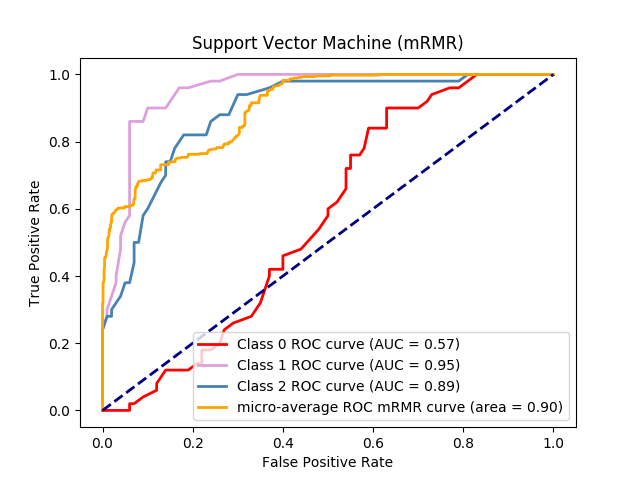 Support Vector Machine (mRMR)
True Positive Rate
1.0
0.8
0.6
0.4
0.2
0.0
Class 0 ROC curve (AUC = 0.57)
Class 1 ROC curve (AUC = 0.95)
Class 2 ROC curve (AUC = 0.89)
micro-average ROC mRMR curve (area = 0.90)
0.0 0.2 0.4 0.6 0.8 1.0
False Positive Rate